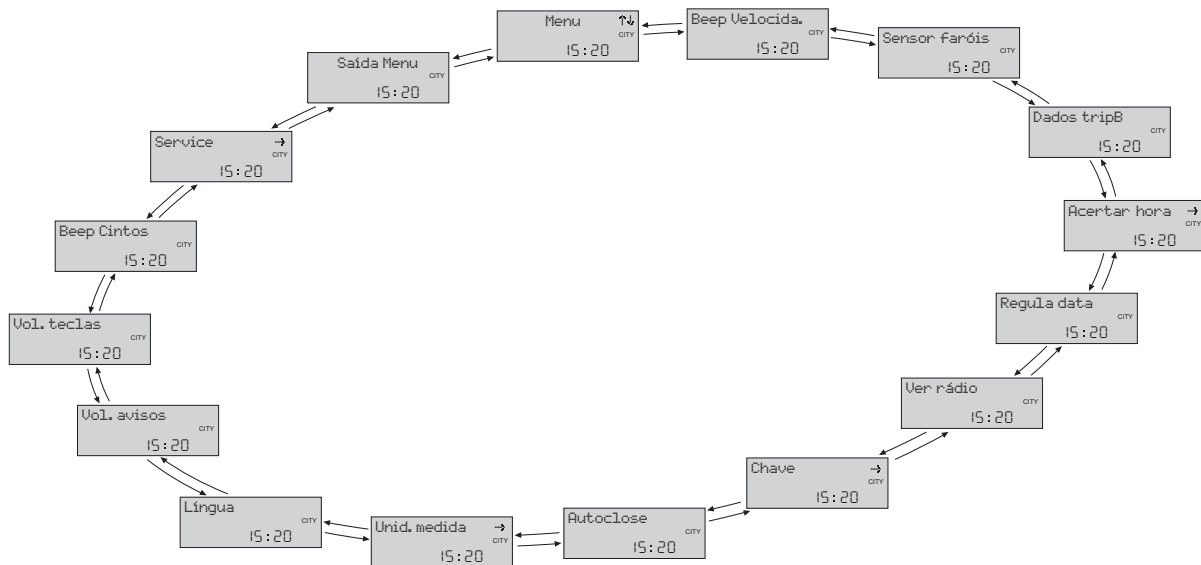 Menu ↑↓
CITY
15:20
Beep Velocida.
CITY
15:20
Sensor faróis
CITY
15:20
Dados tripB
CITY
15:20
Acertar hora →
CITY
15:20
Regula data
CITY
15:20
Ver rádio
CITY
15:20
Chave →
CITY
15:20
Autoclose
CITY
15:20
Unid. medida →
CITY
15:20
Língua
CITY
15:20
Vol. avisos
CITY
15:20
Vol. teclas
CITY
15:20
Beep Cintos
CITY
15:20
Service →
CITY
15:20
Saída Menu
CITY
15:20